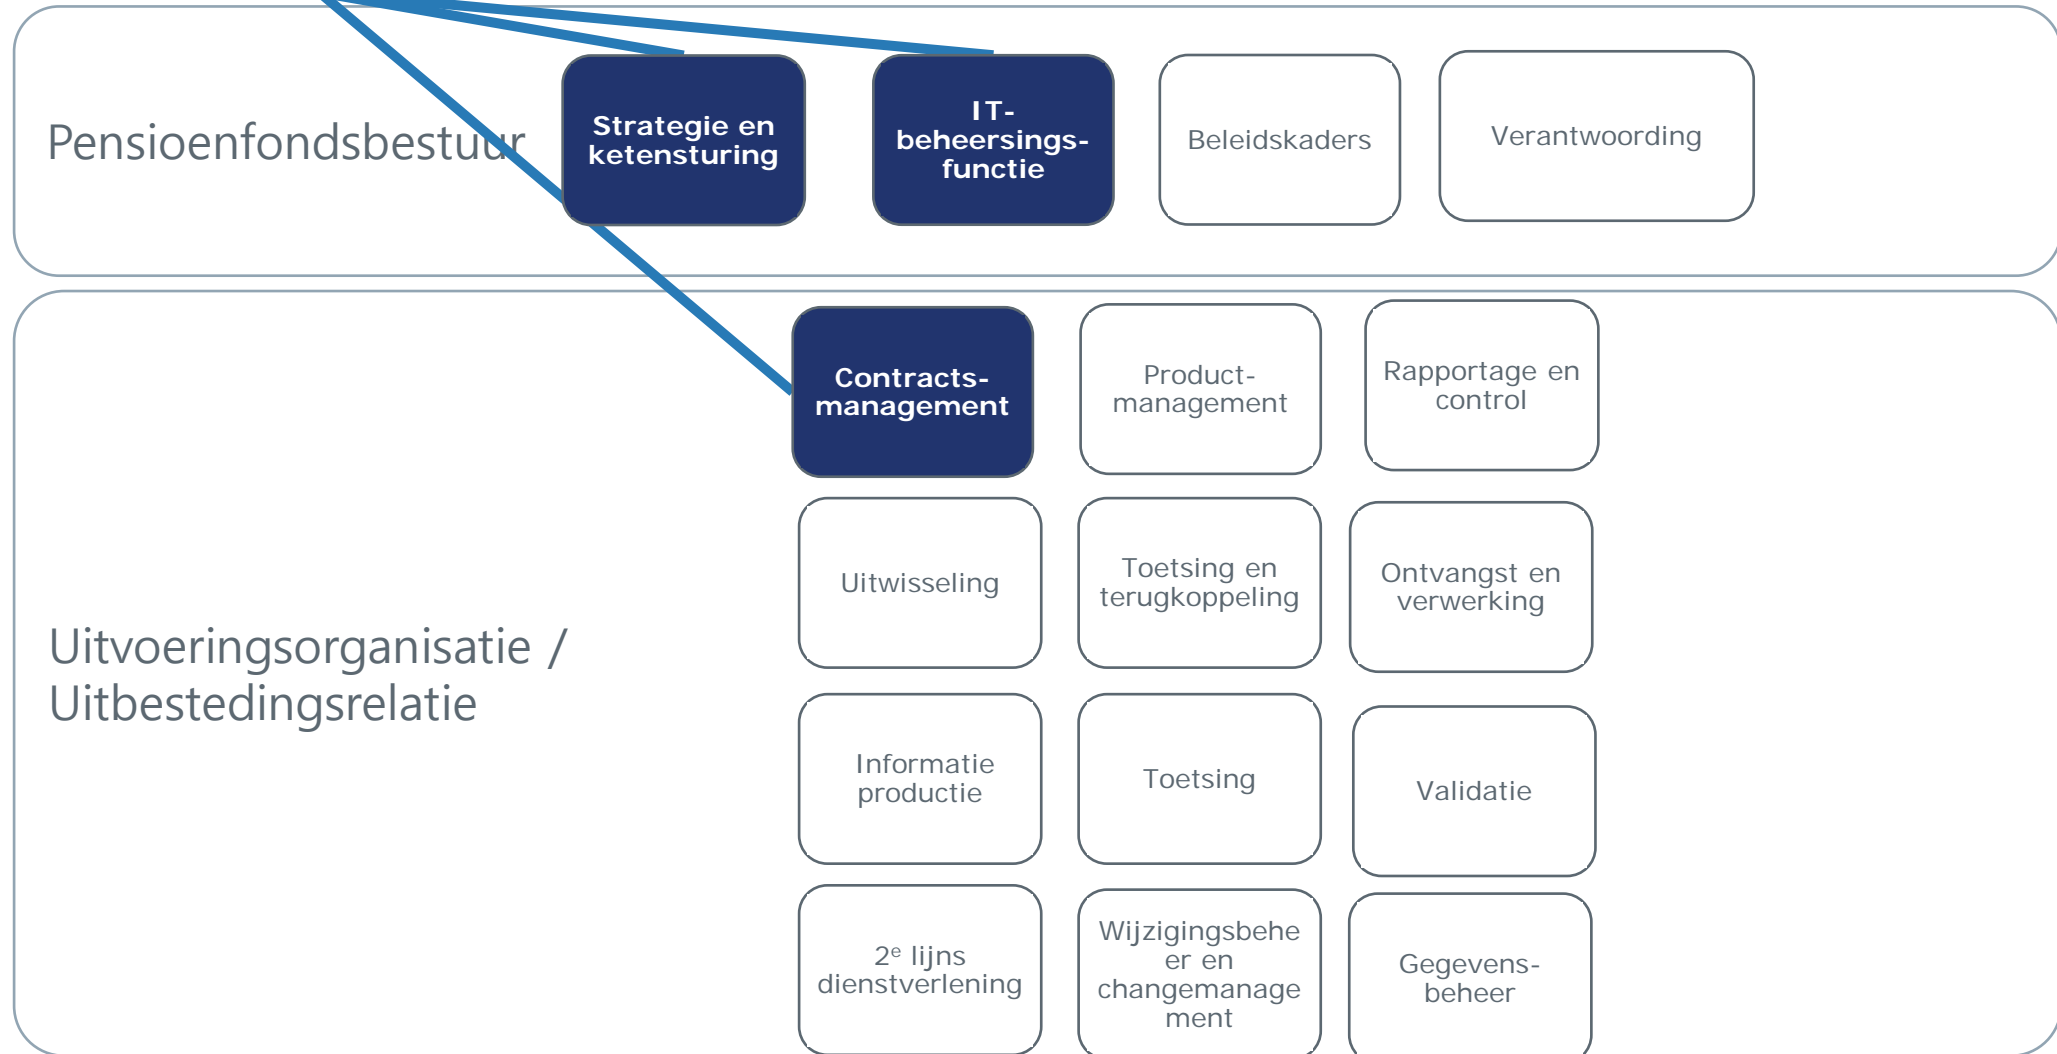 Pensioenfondsbestuur
Strategie en
ketensturing
IT-
beheersings-
functie
Beleidskaders
Verantwoording
Uitvoeringsorganisatie /
Uitbestedingsrelatie
Contracts-
management
Product-
management
Rapportage en
control
Uitwisseling
Toetsing en
terugkoppeling
Ontvangst en
verwerking
Informatie
productie
Toetsing
Validatie
2e lijns
dienstverlening
Wijzigingsbehe
er en
changemanage
ment
Gegevens-
beheer